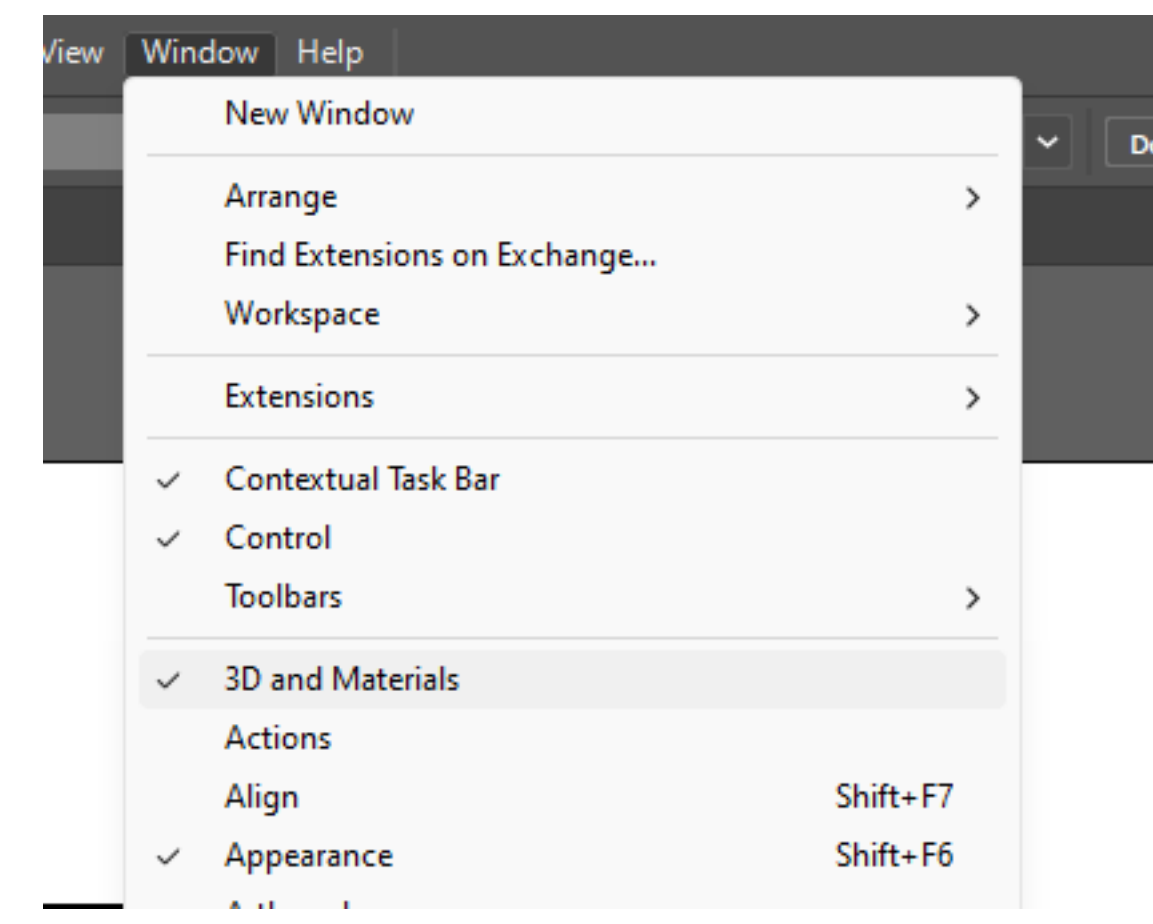 View Window Help
New Window
Arrange
Find Extensions on Exchange...
Workspace
Extensions
Contextual Task Bar
Control
Toolbars
3D and Materials
Actions
Align Shift+F7
Appearance Shift+F6